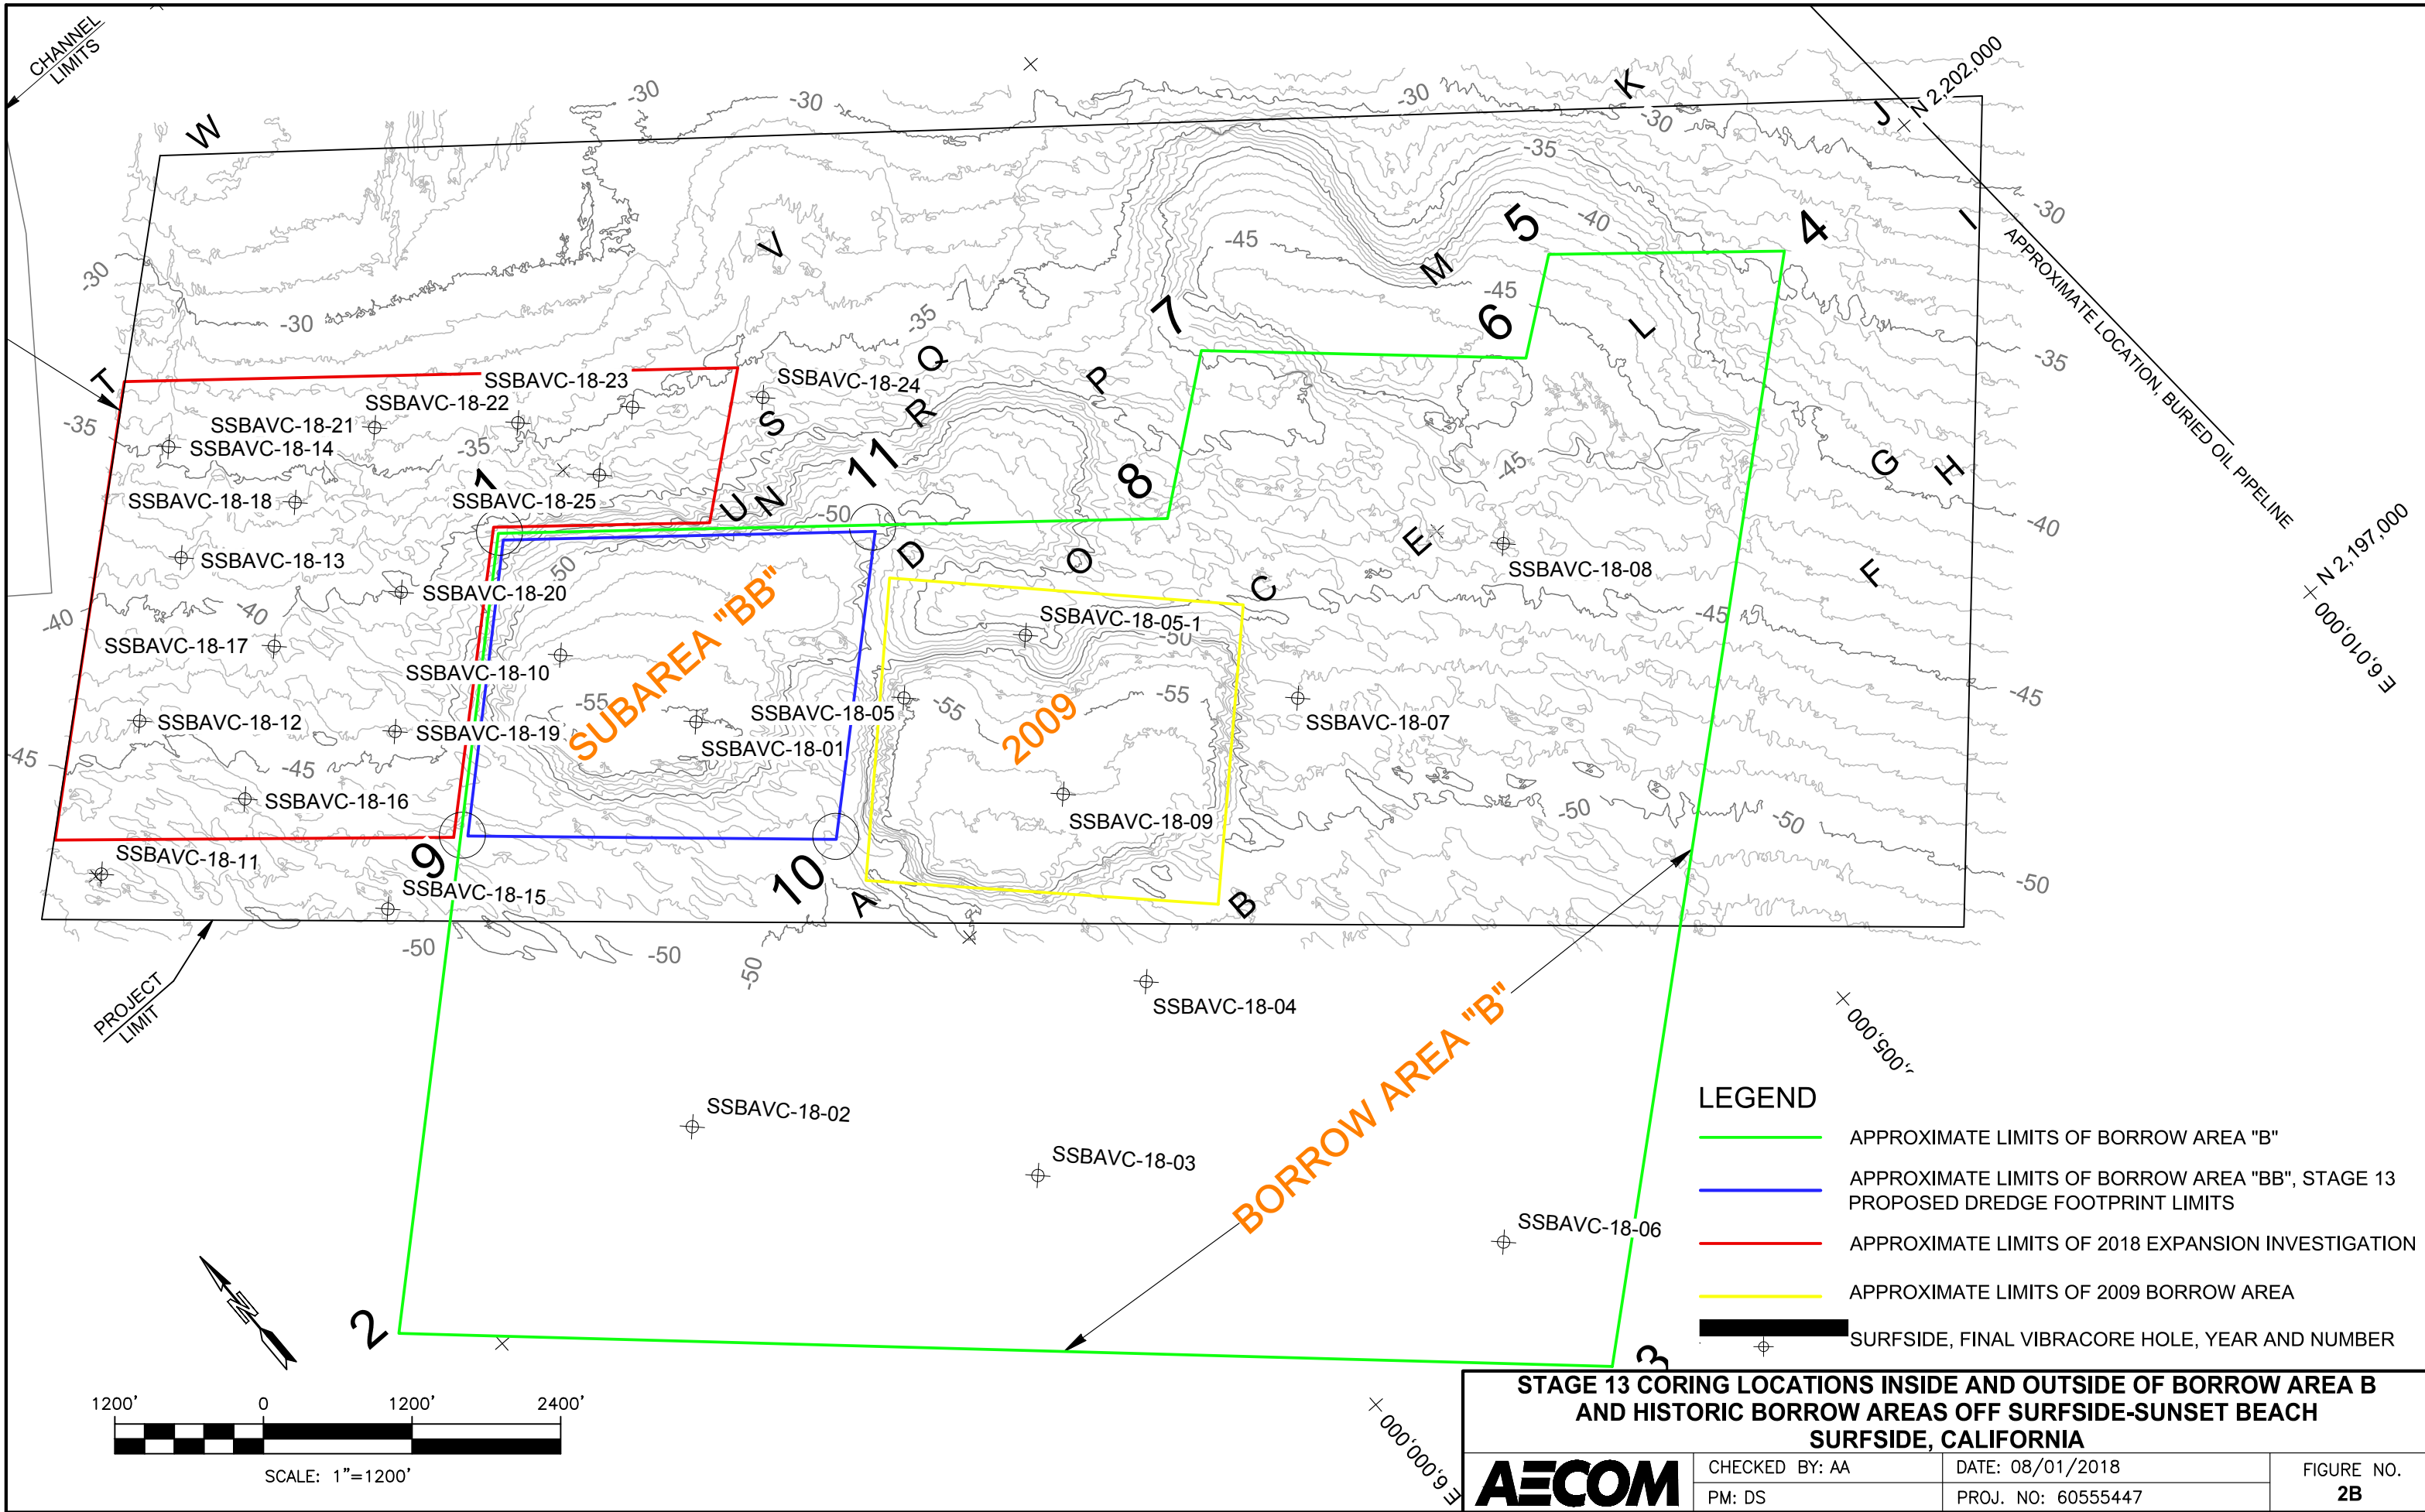 CHANNEL
LIMITS
W
-30
-30
-30
K
-30
J
N 2,202,000
-35
5
-40
4
I
-30
APPROXIMATE LOCATION, BURIED OIL PIPELINE
V
-45
M
-30
-30
-45
6
7
L
-35
-35
T
Q
P
SSBAVC-18-23
SSBAVC-18-24
SSBAVC-18-22
R
S
SSBAVC-18-21
-35
SSBAVC-18-14
-35
11
8
-45
G
H
1
SSBAVC-18-25
SSBAVC-18-18
U
N
-50
-40
N 2,197,000
E 6,010,000
SSBAVC-18-13
50
D
O
E
SSBAVC-18-08
F
C
SSBAVC-18-20
-40
-40
SSBAVC-18-05-1
-50
-45
SSBAVC-18-17
SSBAVC-18-10
SUBAREA "BB"
-55
SSBAVC-18-05
-55
-55
2009
-45
SSBAVC-18-12
SSBAVC-18-19
SSBAVC-18-01
SSBAVC-18-07
-45
-45
SSBAVC-18-16
SSBAVC-18-09
-50
-50
SSBAVC-18-11
9
10
A
B
-50
SSBAVC-18-15
-50
-50
-50
PROJECT
LIMIT
SSBAVC-18-04
BORROW AREA "B"
SSBAVC-18-02
SSBAVC-18-03
SSBAVC-18-06
2
3
N
,005,000
E 6,000,000
LEGEND
APPROXIMATE LIMITS OF BORROW AREA "B"
APPROXIMATE LIMITS OF BORROW AREA "BB", STAGE 13
PROPOSED DREDGE FOOTPRINT LIMITS
APPROXIMATE LIMITS OF 2018 EXPANSION INVESTIGATION
APPROXIMATE LIMITS OF 2009 BORROW AREA
SURFSIDE, FINAL VIBRACORE HOLE, YEAR AND NUMBER
1200' 0 1200' 2400'
SCALE: 1"=1200'
STAGE 13 CORING LOCATIONS INSIDE AND OUTSIDE OF BORROW AREA B
AND HISTORIC BORROW AREAS OFF SURFSIDE-SUNSET BEACH
SURFSIDE, CALIFORNIA
AECOM
CHECKED BY: AA
DATE: 08/01/2018
FIGURE NO.
2B
PM: DS
PROJ. NO: 60555447